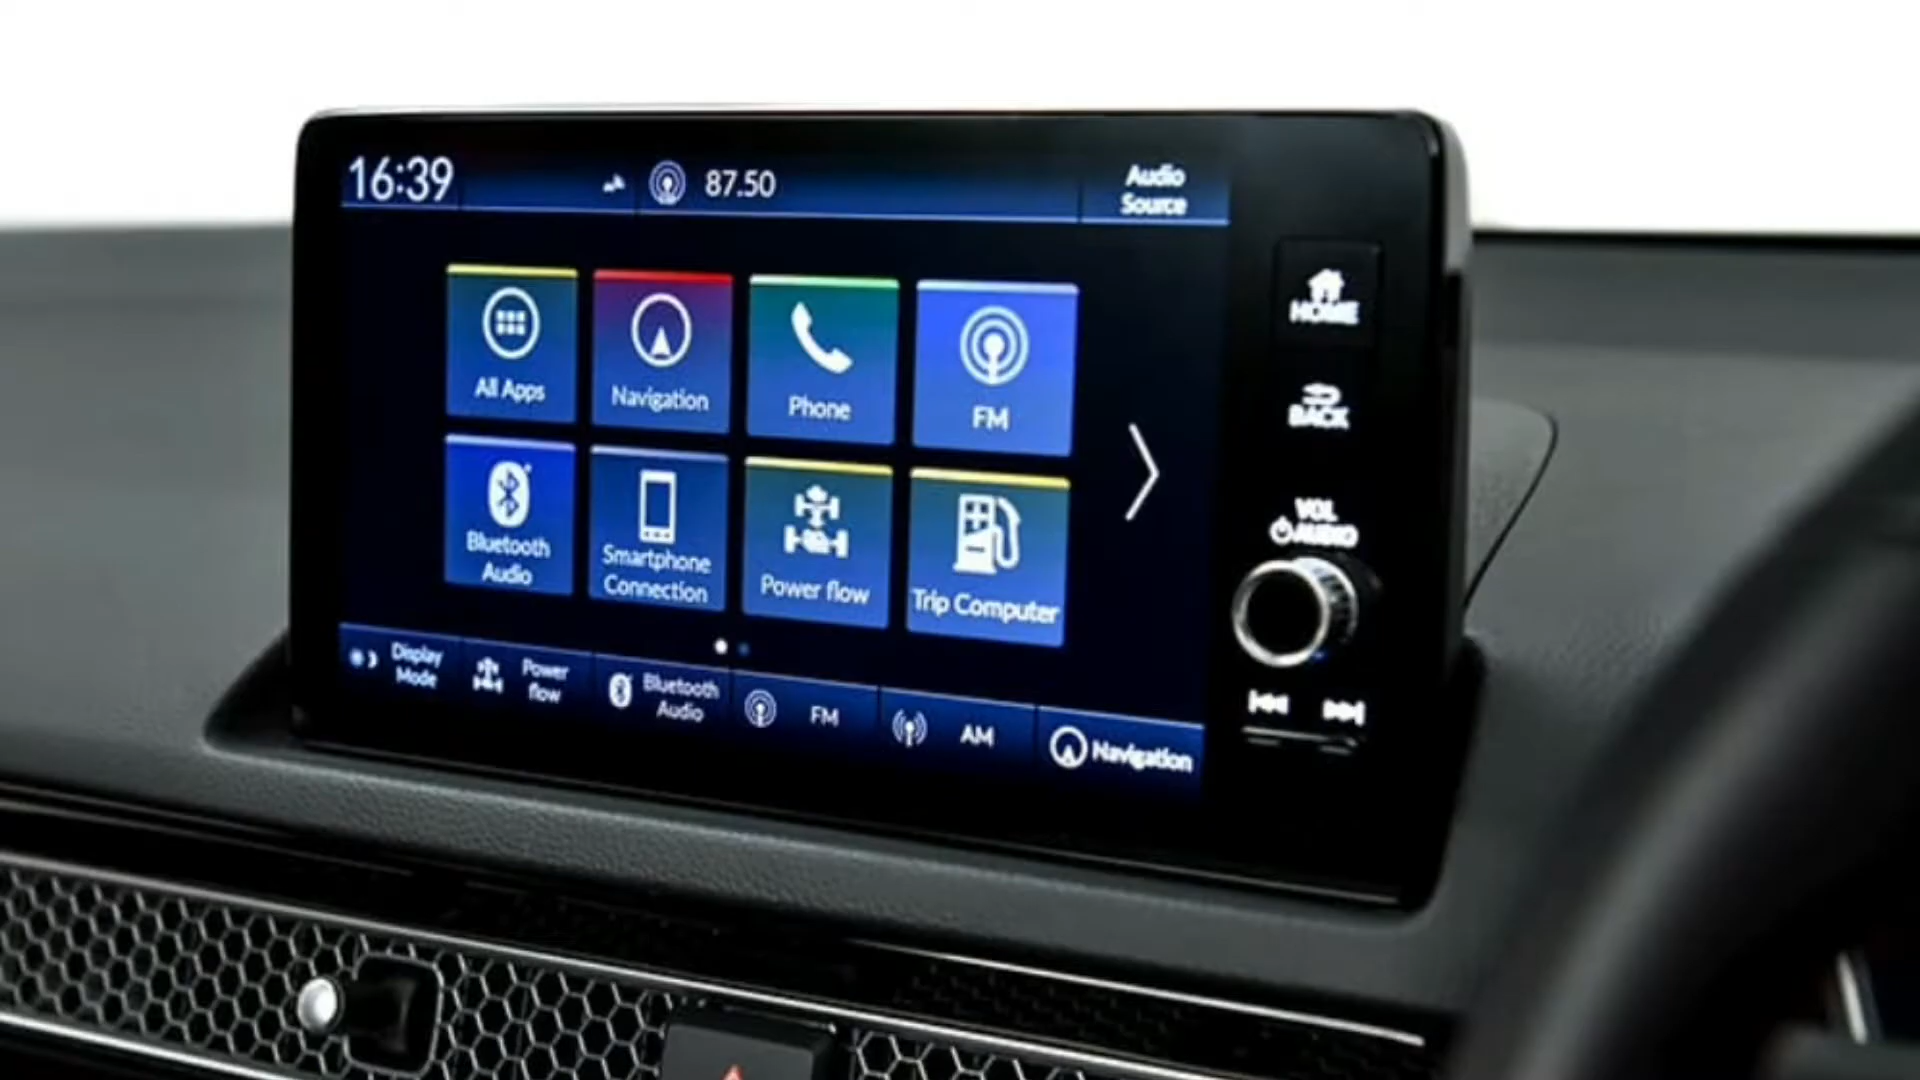 16:39
87.50
Audio
Source
All Apps
Navigation
Phone
FM
Bluetooth
Audio
Smartphone
Connection
Power flow
Trip Computer
Display
Mode
Power
flow
Bluetooth
Audio
FM
AM
Navigation
HOME
BACK
VOL
AUDIO